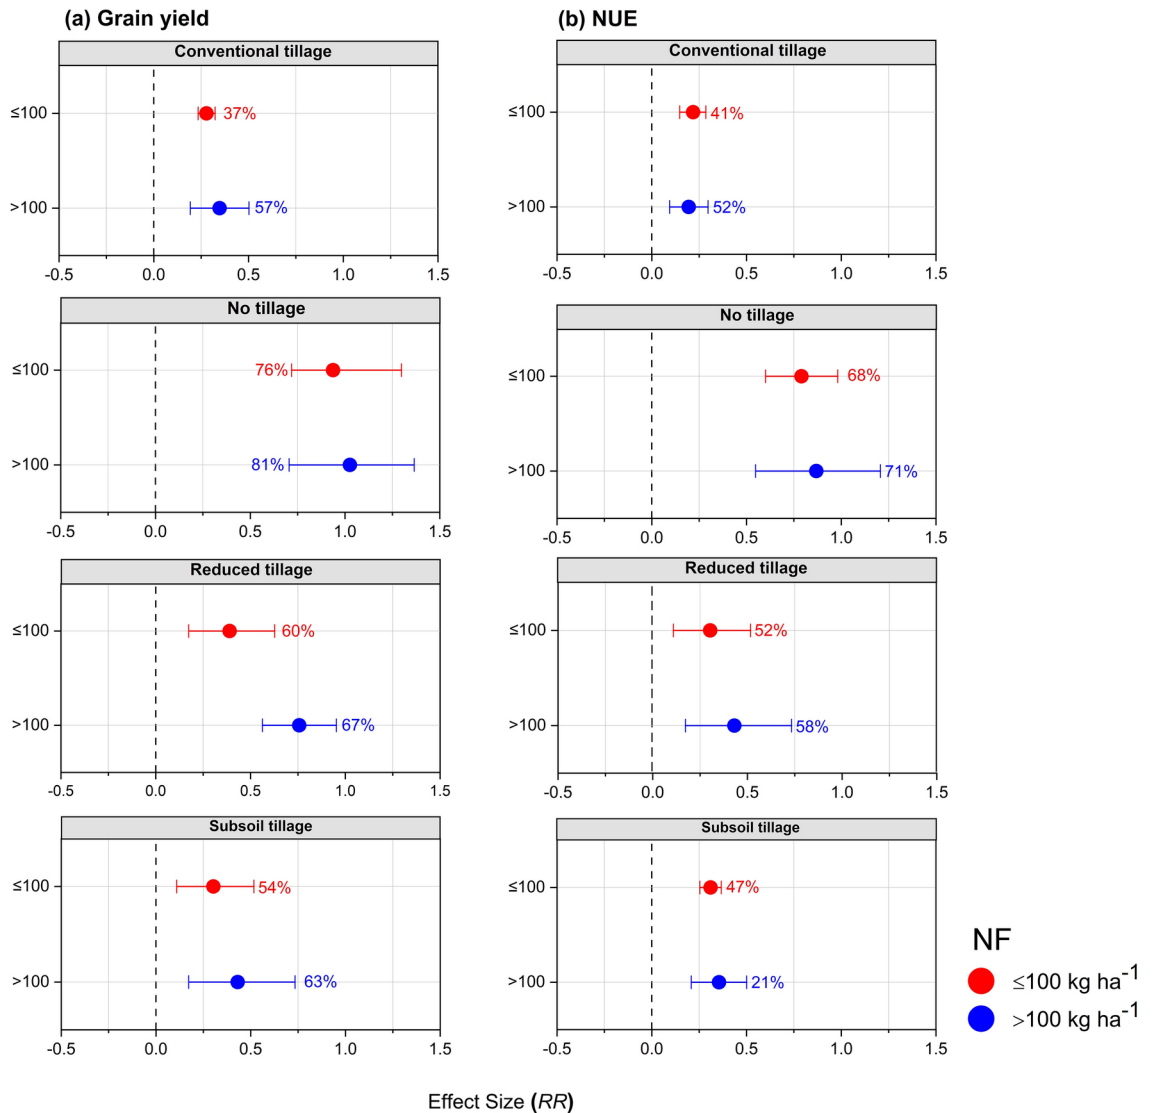 (a) Grain yield
Conventional tillage
≤100
37%
>100
57%
-0.5 0.0 0.5 1.0 1.5
No tillage
≤100
76%
>100
81%
-0.5 0.0 0.5 1.0 1.5
Reduced tillage
≤100
60%
>100
67%
-0.5 0.0 0.5 1.0 1.5
Subsoil tillage
≤100
54%
>100
63%
-0.5 0.0 0.5 1.0 1.5
(b) NUE
Conventional tillage
≤100
41%
>100
52%
-0.5 0.0 0.5 1.0 1.5
No tillage
≤100
68%
>100
71%
-0.5 0.0 0.5 1.0 1.5
Reduced tillage
≤100
52%
>100
58%
-0.5 0.0 0.5 1.0 1.5
Subsoil tillage
≤100
47%
>100
21%
-0.5 0.0 0.5 1.0 1.5
NF
≤100 kg ha⁻¹
>100 kg ha⁻¹
Effect Size (RR)